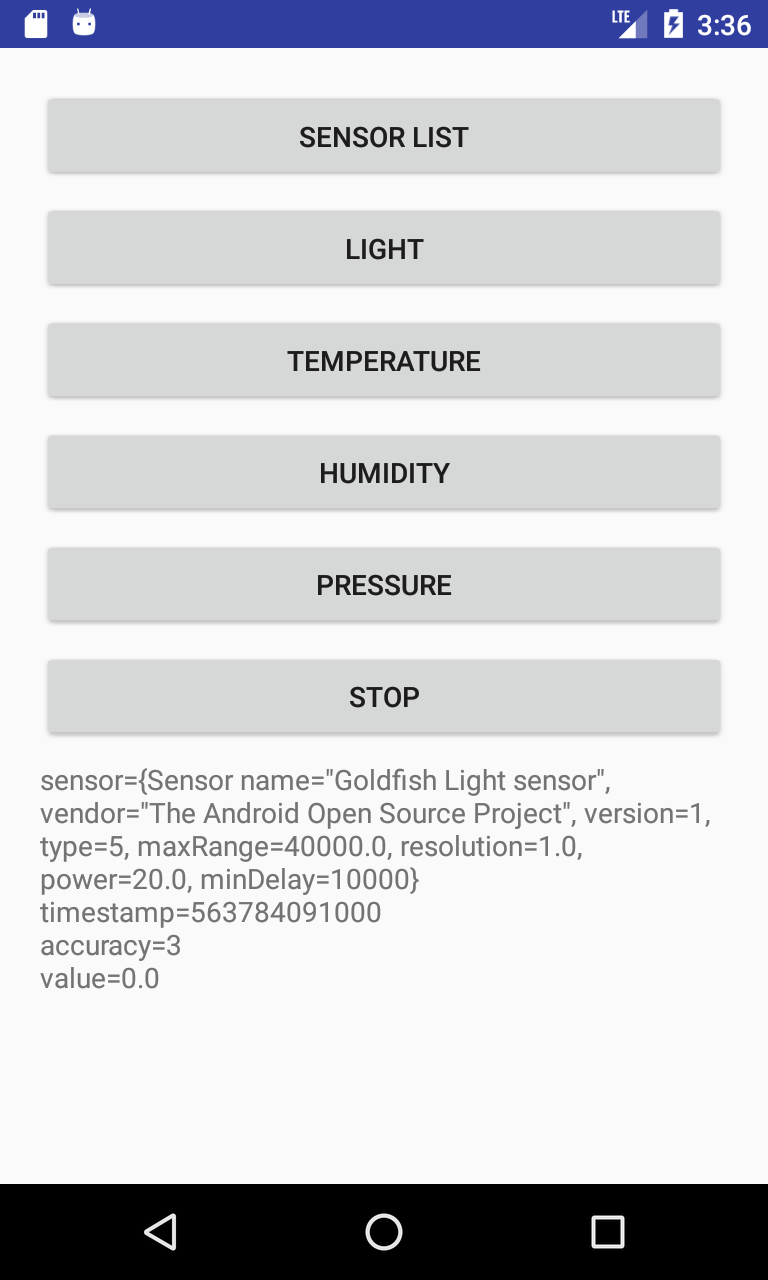 LTE 3:36
SENSOR LIST
LIGHT
TEMPERATURE
HUMIDITY
PRESSURE
STOP
sensor={Sensor name="Goldfish Light sensor",
vendor="The Android Open Source Project", version=1,
type=5, maxRange=40000.0, resolution=1.0,
power=20.0, minDelay=10000}
timestamp=563784091000
accuracy=3
value=0.0